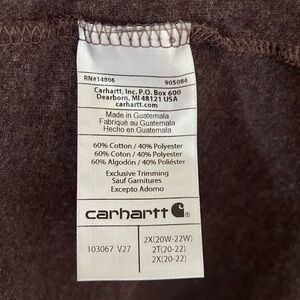 RN#14806 905084
Carhartt, Inc. P.O. Box 600
Dearborn, MI 48121 USA
carhartt.com
Made in Guatemala
Fabriqué au Guatemala
Hecho en Guatemala
60% Cotton / 40% Polyester
60% Coton / 40% Polyester
60% Algodón / 40% Poliéster
Exclusive Trimming
Sauf Garnitures
Excepto Adorno
carhartt
103067 V27
2X(20W-22W)
2T(20-22)
2X(20-22)